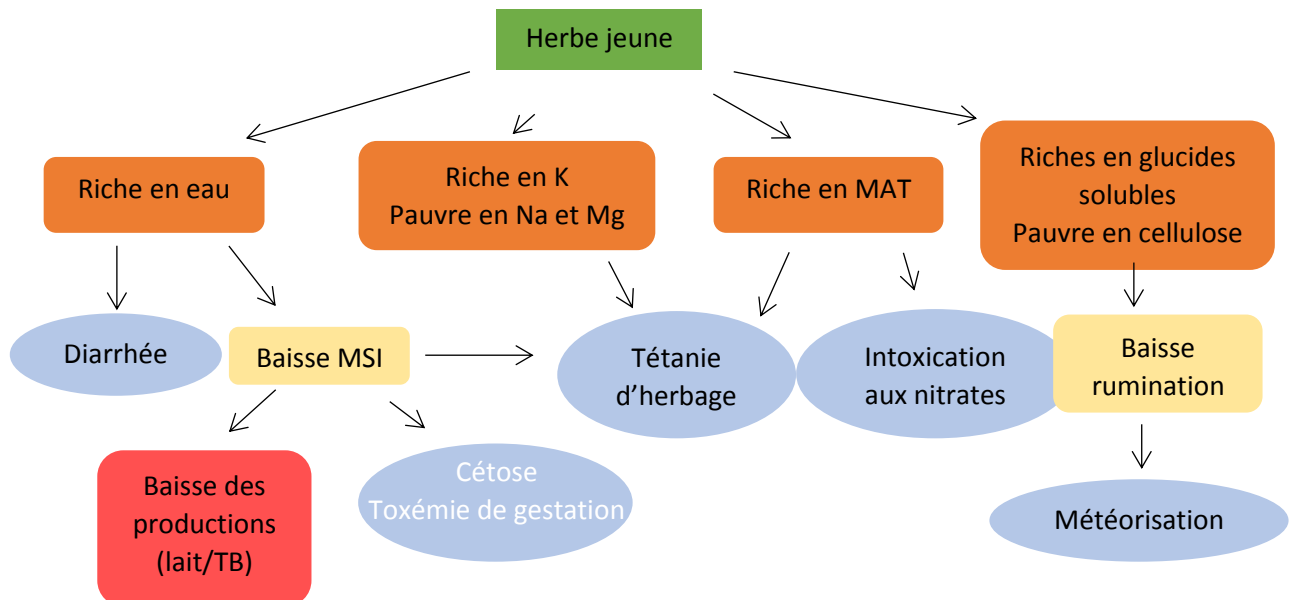 Herbe jeune
Riche en eau
Riche en K
Pauvre en Na et Mg
Riche en MAT
Riches en glucides
solubles
Pauvre en cellulose
Diarrhée
Baisse MSI
Tétanie
d’herbage
Intoxication
aux nitrates
Baisse
rumination
Baisse des
productions
(lait/TB)
Cétose
Toxémie de gestation
Météorisation